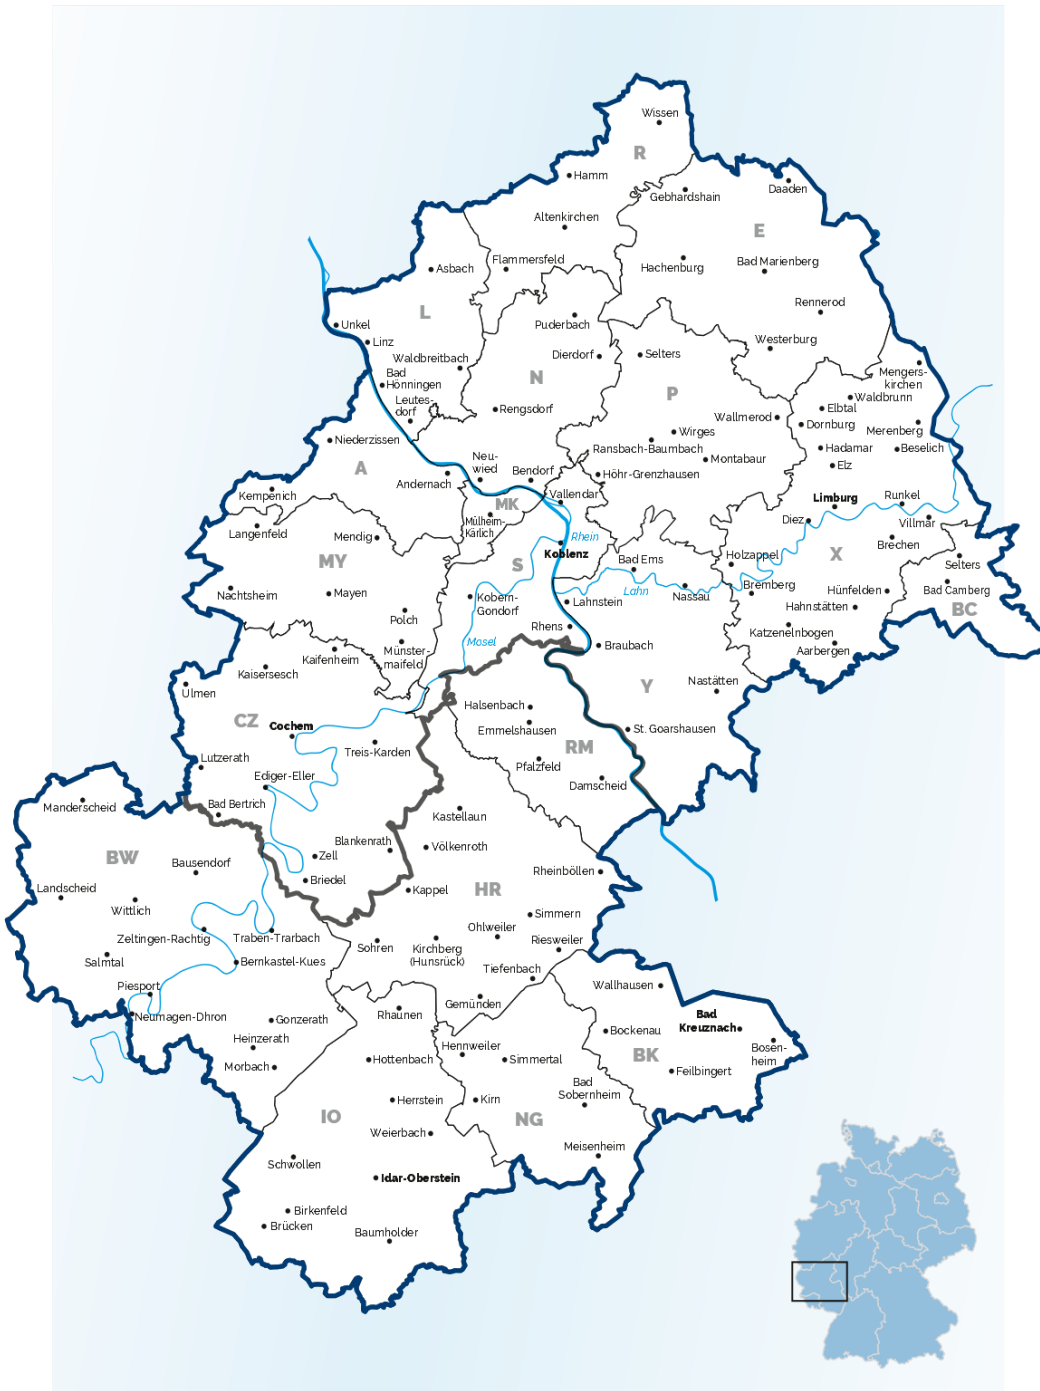 Wissen
R
Hamm
Daaden
Gebhardshain
Altenkirchen
E
Flammersfeld
Asbach
Hachenburg
Bad Marienberg
Rennerod
L
Unkel
Puderbach
Linz
Westerburg
Waldbreitbach
Dierdorf
Selters
Bad
Hönningen
Mengers-
kirchen
N
P
Leutes-
dorf
Rengsdorf
Waldbrunn
Elbtal
Wallmerod
Dornburg
Merenberg
Niederzissen
Wirges
Ransbach-Baumbach
Hadamar
Beselich
A
Neu-
wied
Bendorf
Montabaur
Elz
Andernach
Höhr-Grenzhausen
Kempenich
Vallendar
MK
Limburg
Runkel
Mülheim-
Kärlich
Diez
Villmar
Langenfeld
Mendig
Rhein
Koblenz
Brechen
MY
S
Bad Ems
Holzappel
X
Selters
Nachtsheim
Mayen
Kobern-
Gondorf
Lahn
Nassau
Bremberg
Hünfelden
Bad Camberg
Lahnstein
Hahnstätten
BC
Polch
Rhens
Katzenelnbogen
Mosel
Braubach
Aarbergen
Kaifenheim
Münster-
maifeld
Kaisersesch
Nastätten
Ulmen
Y
Halsenbach
CZ
Cochem
Emmelshausen
St. Goarshausen
RM
Treis-Karden
Lutzerath
Pfalzfeld
Ediger-Eller
Damscheid
Manderscheid
Bad Bertrich
Kastellaun
Blankenrath
Völkenroth
BW
Bausendorf
Zell
Rheinböllen
Landscheid
Briedel
Kappel
HR
Wittlich
Simmern
Zeltingen-Rachtig
Traben-Trarbach
Ohlweiler
Sohren
Kirchberg
(Hunsrück)
Riesweiler
Salmtal
Bernkastel-Kues
Tiefenbach
Piesport
Wallhausen
Gemünden
Neumagen-Dhron
Gonzerath
Rhaunen
Bad
Kreuznach
Bockenau
Heinzerath
Hennweiler
Bosen-
heim
BK
Morbach
Hottenbach
Simmertal
Feilbingert
Bad
Sobernheim
Herrstein
Kirn
IO
NG
Weierbach
Meisenheim
Schwollen
Idar-Oberstein
Birkenfeld
Brücken
Baumholder